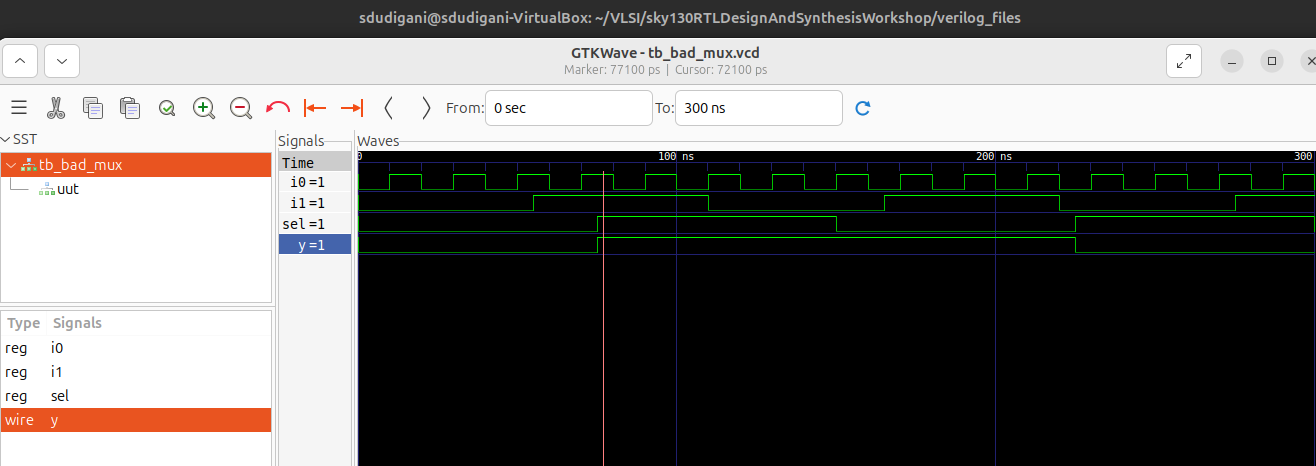 sdudigani@sdudigani-VirtualBox: ~/VLSI/sky130RTLDesignAndSynthesisWorkshop/verilog_files
GTKWave - tb_bad_mux.vcd
Marker: 77100 ps | Cursor: 72100 ps
From: 0 sec To: 300 ns
SST
tb_bad_mux
uut
Signals
Time
i0 =1
i1 =1
sel =1
y =1
Waves
0 100 ns 200 ns 300
Type Signals
reg i0
reg i1
reg sel
wire y